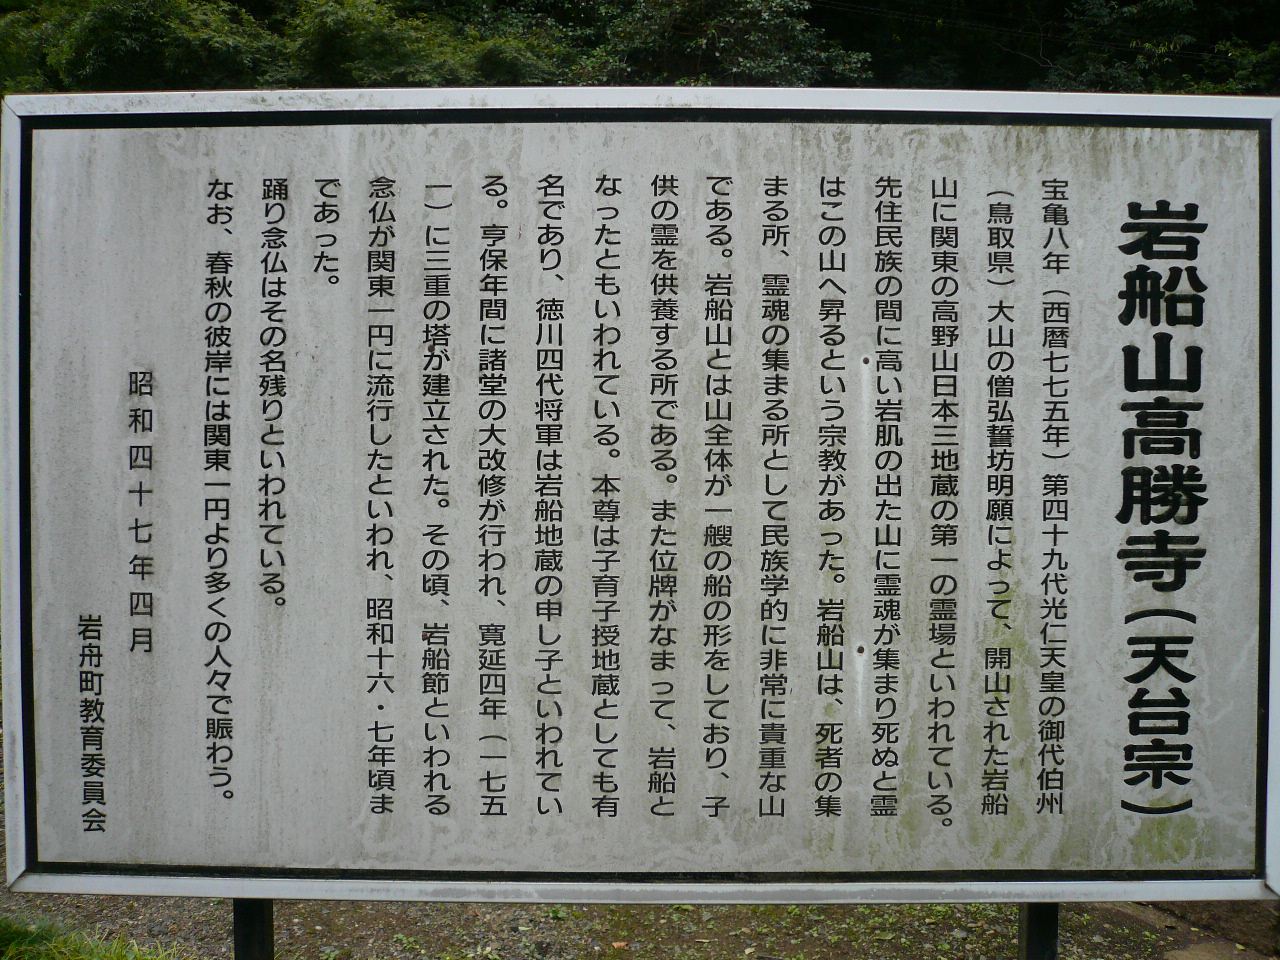 岩船山高勝寺（天台宗）
宝亀八年（西暦七七五年）第四十九代光仁天皇の御代伯州
（鳥取県）大山の僧弘誓坊明願によって、開山された岩船
山に関東の高野山日本三地蔵の第一の霊場といわれている。
先住民族の間に高い岩肌の出た山に霊魂が集まり死ぬと霊
はこの山へ昇るという宗教があった。岩船山は、死者の集
まる所、霊魂の集まる所として民族学的に非常に貴重な山
である。岩船山とは山全体が一艘の船の形をしており、子
供の霊を供養する所である。また位牌がなまって、岩船と
なったともいわれている。本尊は子育子授地蔵としても有
名であり、徳川四代将軍は岩船地蔵の申し子といわれてい
る。亨保年間に諸堂の大改修が行われ、寛延四年（一七五
一）に三重の塔が建立された。その頃、岩船節といわれる
念仏が関東一円に流行したといわれ、昭和十六・七年頃ま
であった。
踊り念仏はその名残りといわれている。
なお、春秋の彼岸には関東一円より多くの人々で賑わう。
昭和四十七年四月
岩舟町教育委員会